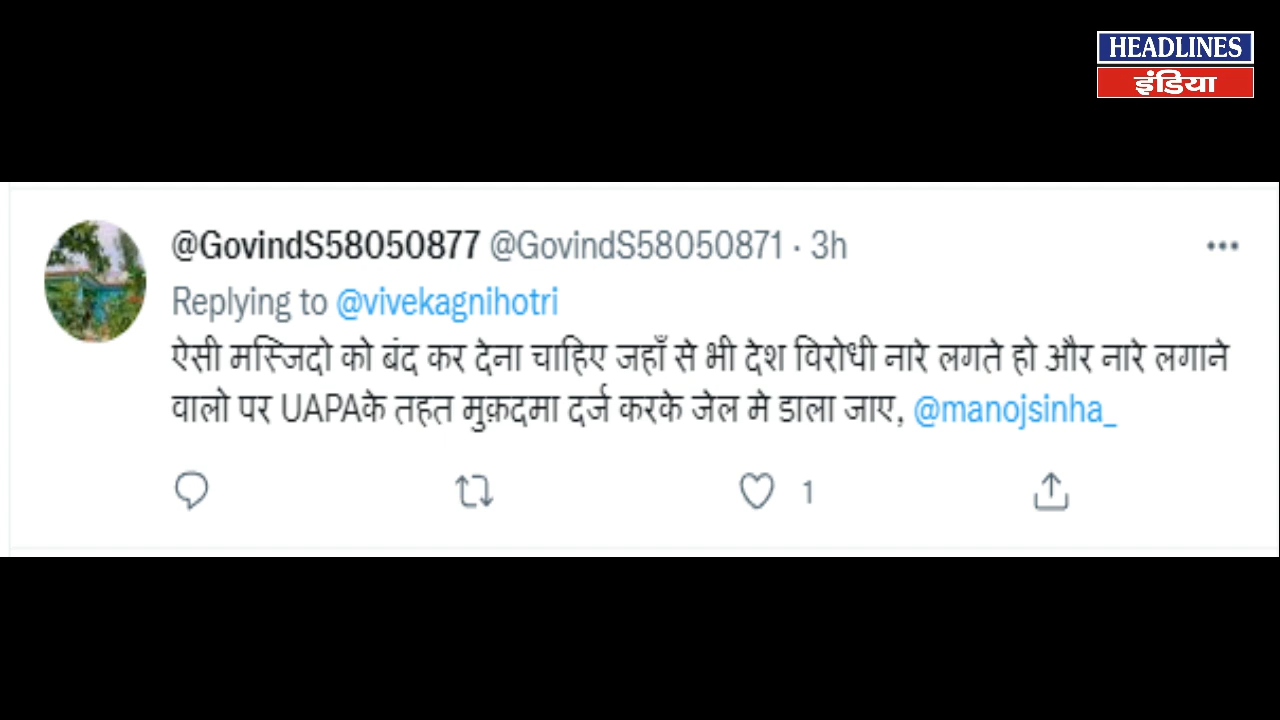 HEADLINES
इंडिया
@GovindS58050877 @GovindS58050871 · 3h
Replying to @vivekagnihotri
ऐसी मस्जिदो को बंद कर देना चाहिए जहाँ से भी देश विरोधी नारे लगते हो और नारे लगाने
वालो पर UAPAके तहत मुक़दमा दर्ज करके जेल मे डाला जाए, @manojsinha_
1